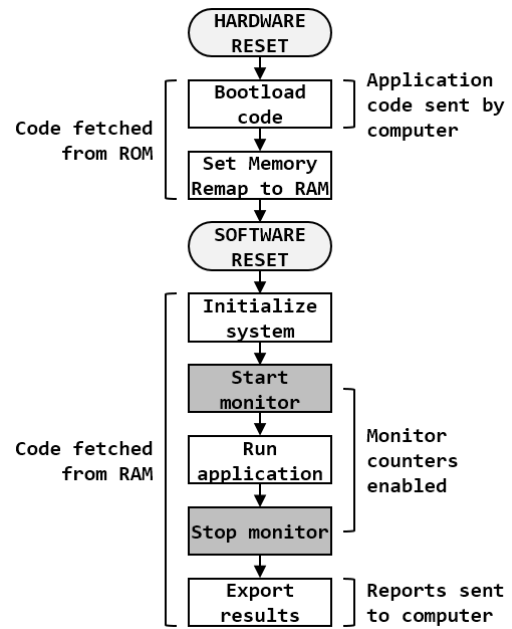 HARDWARE
RESET
Bootload
code
Application
code sent by
computer
Code fetched
from ROM
Set Memory
Remap to RAM
SOFTWARE
RESET
Initialize
system
Start
monitor
Code fetched
from RAM
Run
application
Monitor
counters
enabled
Stop monitor
Export
results
Reports sent
to computer